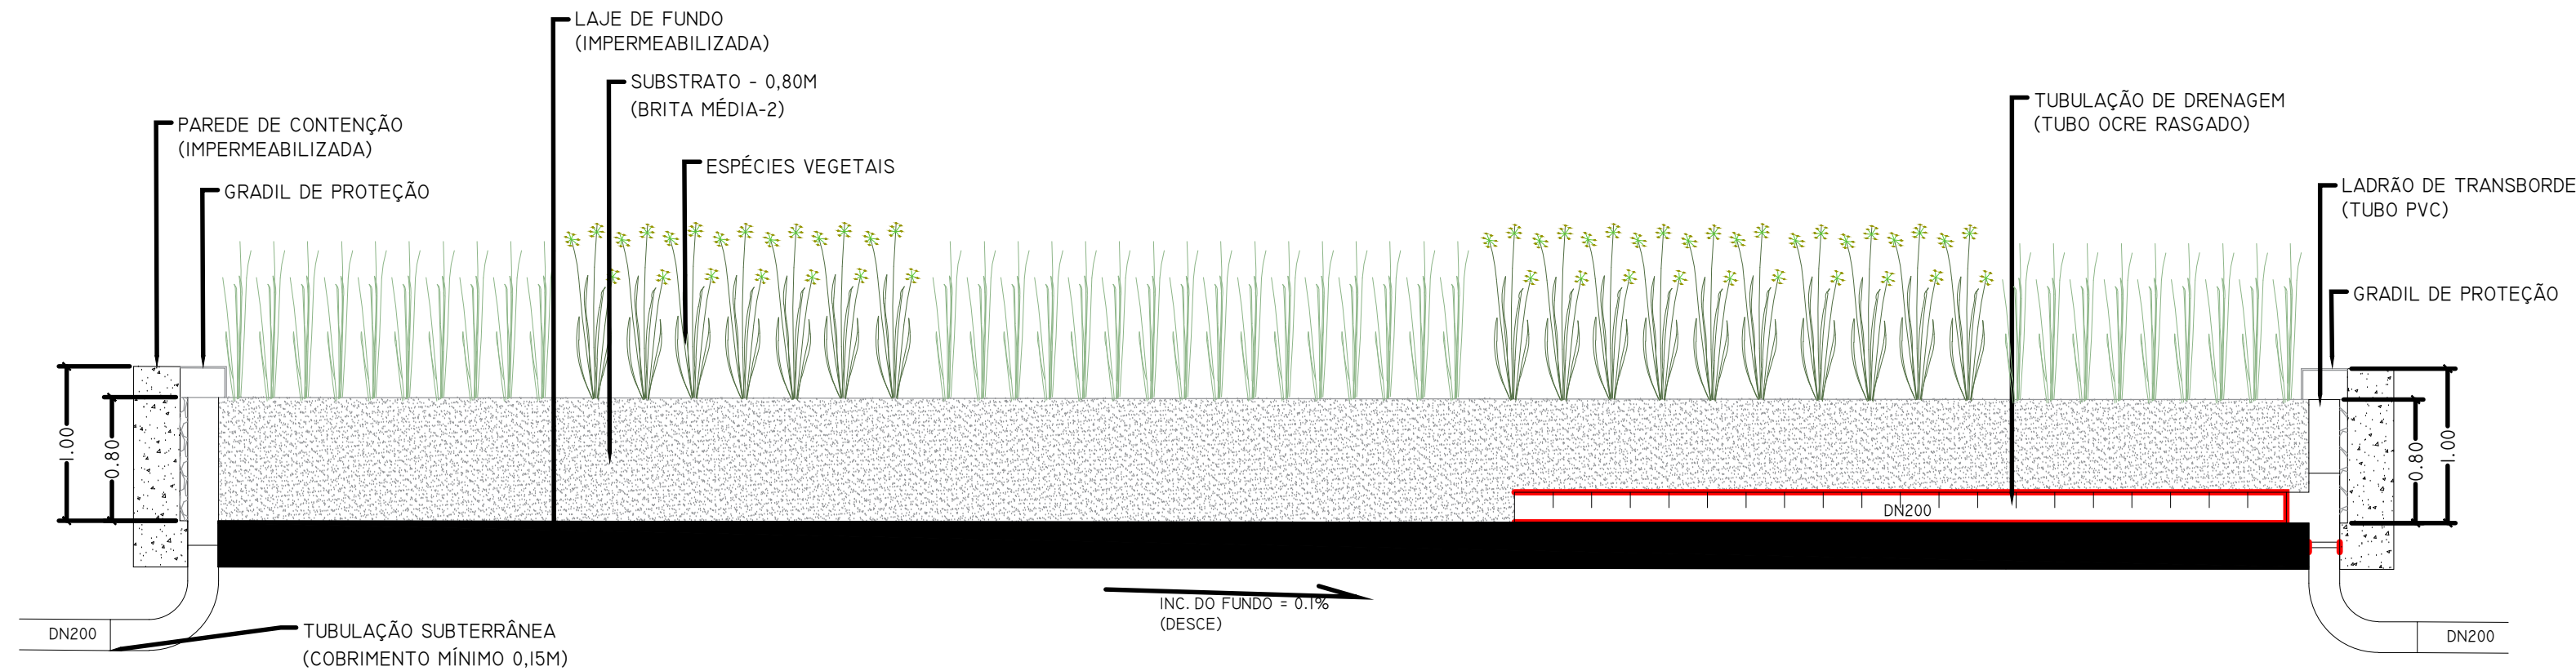 LAJE DE FUNDO
(IMPERMEABILIZADA)
SUBSTRATO - 0,80M
(BRITA MÉDIA-2)
PAREDE DE CONTENÇÃO
(IMPERMEABILIZADA)
ESPÉCIES VEGETAIS
GRADIL DE PROTEÇÃO
TUBULAÇÃO DE DRENAGEM
(TUBO OCRE RASGADO)
LADRÃO DE TRANSBORDE
(TUBO PVC)
GRADIL DE PROTEÇÃO
1.00
0.80
0.80
1.00
DN200
INC. DO FUNDO = 0.1%
(DESCE)
DN200
TUBULAÇÃO SUBTERRÂNEA
(COBRIMENTO MÍNIMO 0,15M)
DN200